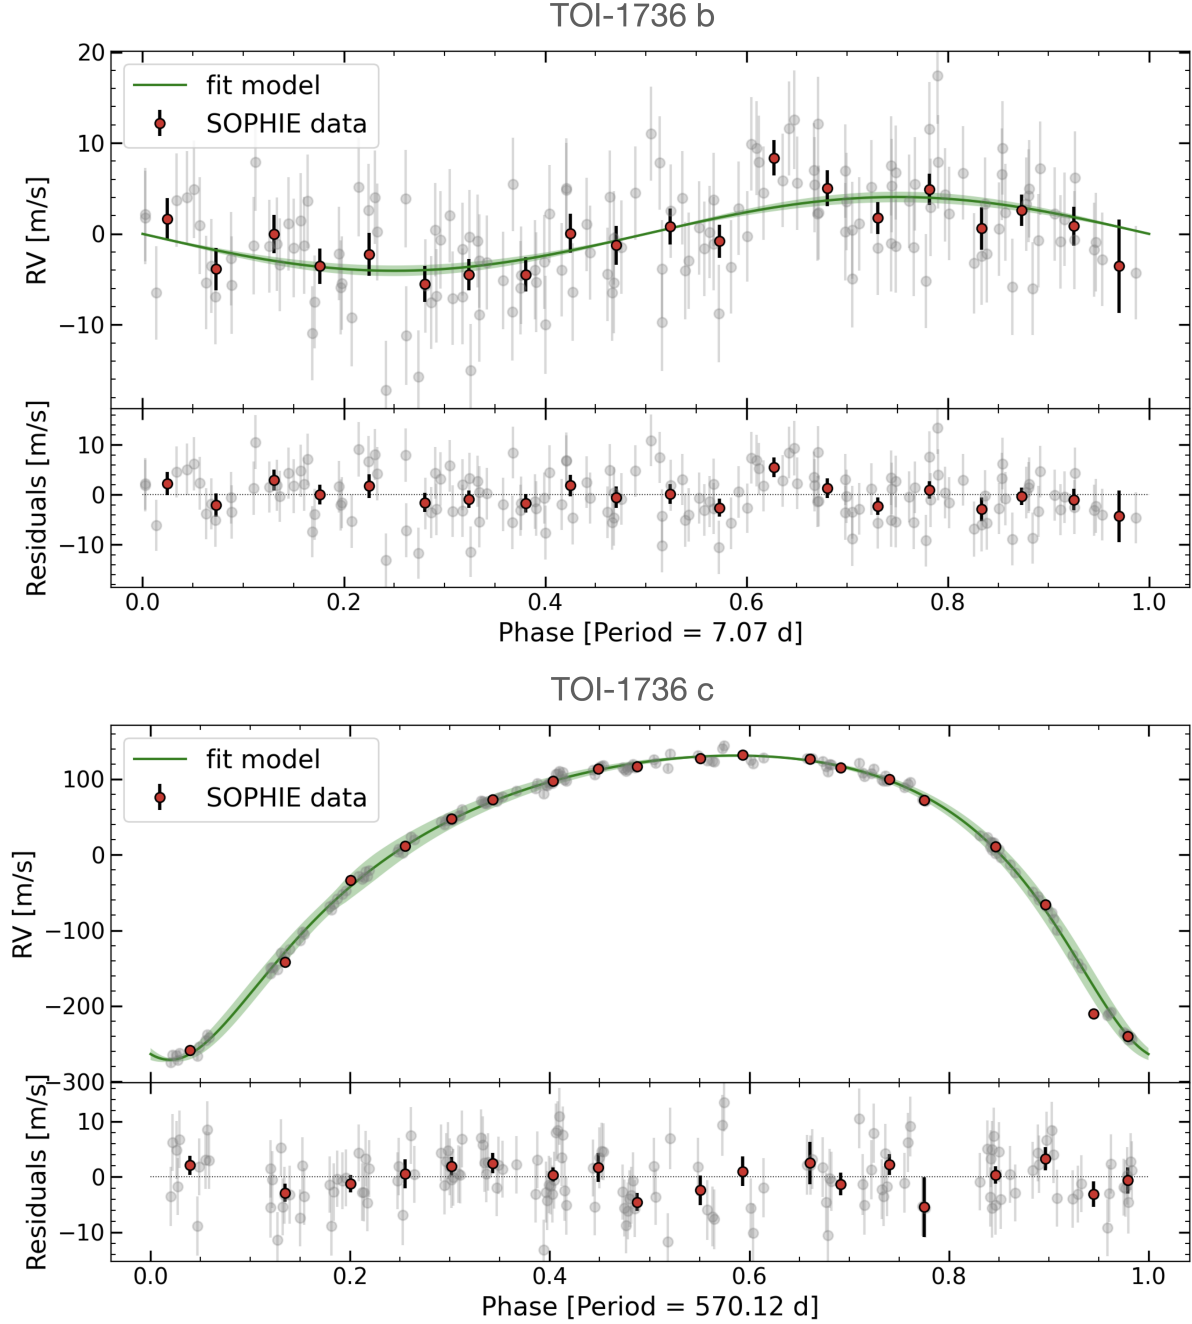 TOI-1736 b
20
10
0
−10
RV [m/s]
fit model
SOPHIE data
10
0
−10
Residuals [m/s]
0.0 0.2 0.4 0.6 0.8 1.0
Phase [Period = 7.07 d]
TOI-1736 c
100
0
−100
−200
−300
RV [m/s]
fit model
SOPHIE data
10
0
−10
Residuals [m/s]
0.0 0.2 0.4 0.6 0.8 1.0
Phase [Period = 570.12 d]